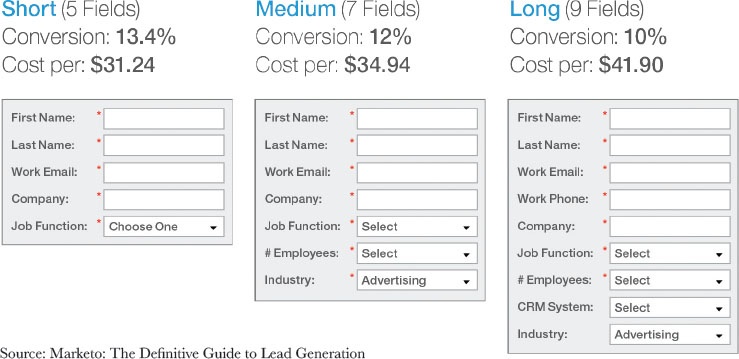 Short (5 Fields)
Conversion: 13.4%
Cost per: $31.24
First Name: *
Last Name: *
Work Email: *
Company: *
Job Function: * Choose One
Medium (7 Fields)
Conversion: 12%
Cost per: $34.94
First Name: *
Last Name: *
Work Email: *
Company: *
Job Function: * Select
# Employees: * Select
Industry: * Advertising
Long (9 Fields)
Conversion: 10%
Cost per: $41.90
First Name: *
Last Name: *
Work Email: *
Work Phone: *
Company: *
Job Function: * Select
# Employees: * Select
CRM System: Select
Industry: Advertising
Source: Marketo: The Definitive Guide to Lead Generation